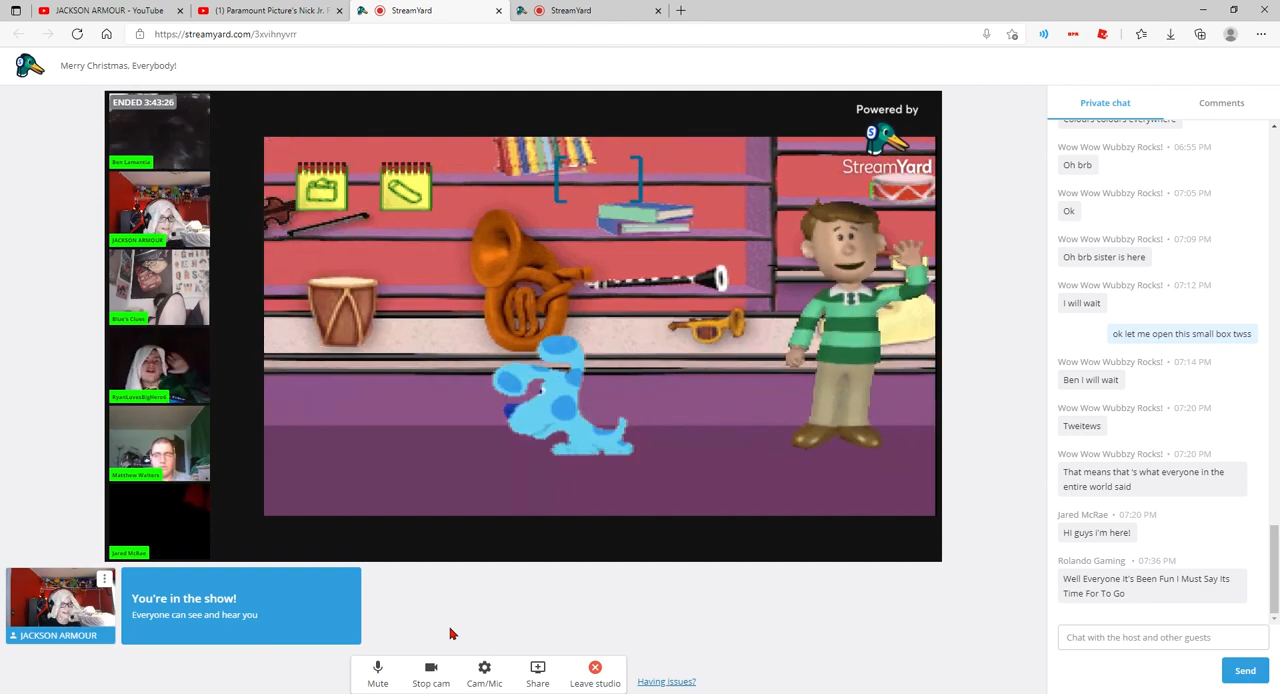 JACKSON ARMOUR - YouTube
(1) Paramount Picture's Nick Jr. F
StreamYard
StreamYard
https://streamyard.com/3xvihnyvrr
Merry Christmas, Everybody!
ENDED 3:43:26
Powered by
StreamYard
Ben Lamantia
JACKSON ARMOUR
Blue's Clues
RyanLovesBigHero6
Matthew Walters
Jared McRae
JACKSON ARMOUR
You're in the show!
Everyone can see and hear you
Mute
Stop cam
Cam/Mic
Share
Leave studio
Having issues?
Private chat
Comments
Colours colours everywhere
Wow Wow Wubbzy Rocks! • 06:55 PM
Oh brb
Wow Wow Wubbzy Rocks! • 07:05 PM
Ok
Wow Wow Wubbzy Rocks! • 07:09 PM
Oh brb sister is here
Wow Wow Wubbzy Rocks! • 07:12 PM
I will wait
ok let me open this small box twss
Wow Wow Wubbzy Rocks! • 07:14 PM
Ben I will wait
Wow Wow Wubbzy Rocks! • 07:20 PM
Tweitews
Wow Wow Wubbzy Rocks! • 07:20 PM
That means that 's what everyone in the
entire world said
Jared McRae • 07:20 PM
HI guys i'm here!
Rolando Gaming • 07:36 PM
Well Everyone It's Been Fun I Must Say Its
Time For To Go
Chat with the host and other guests
Send